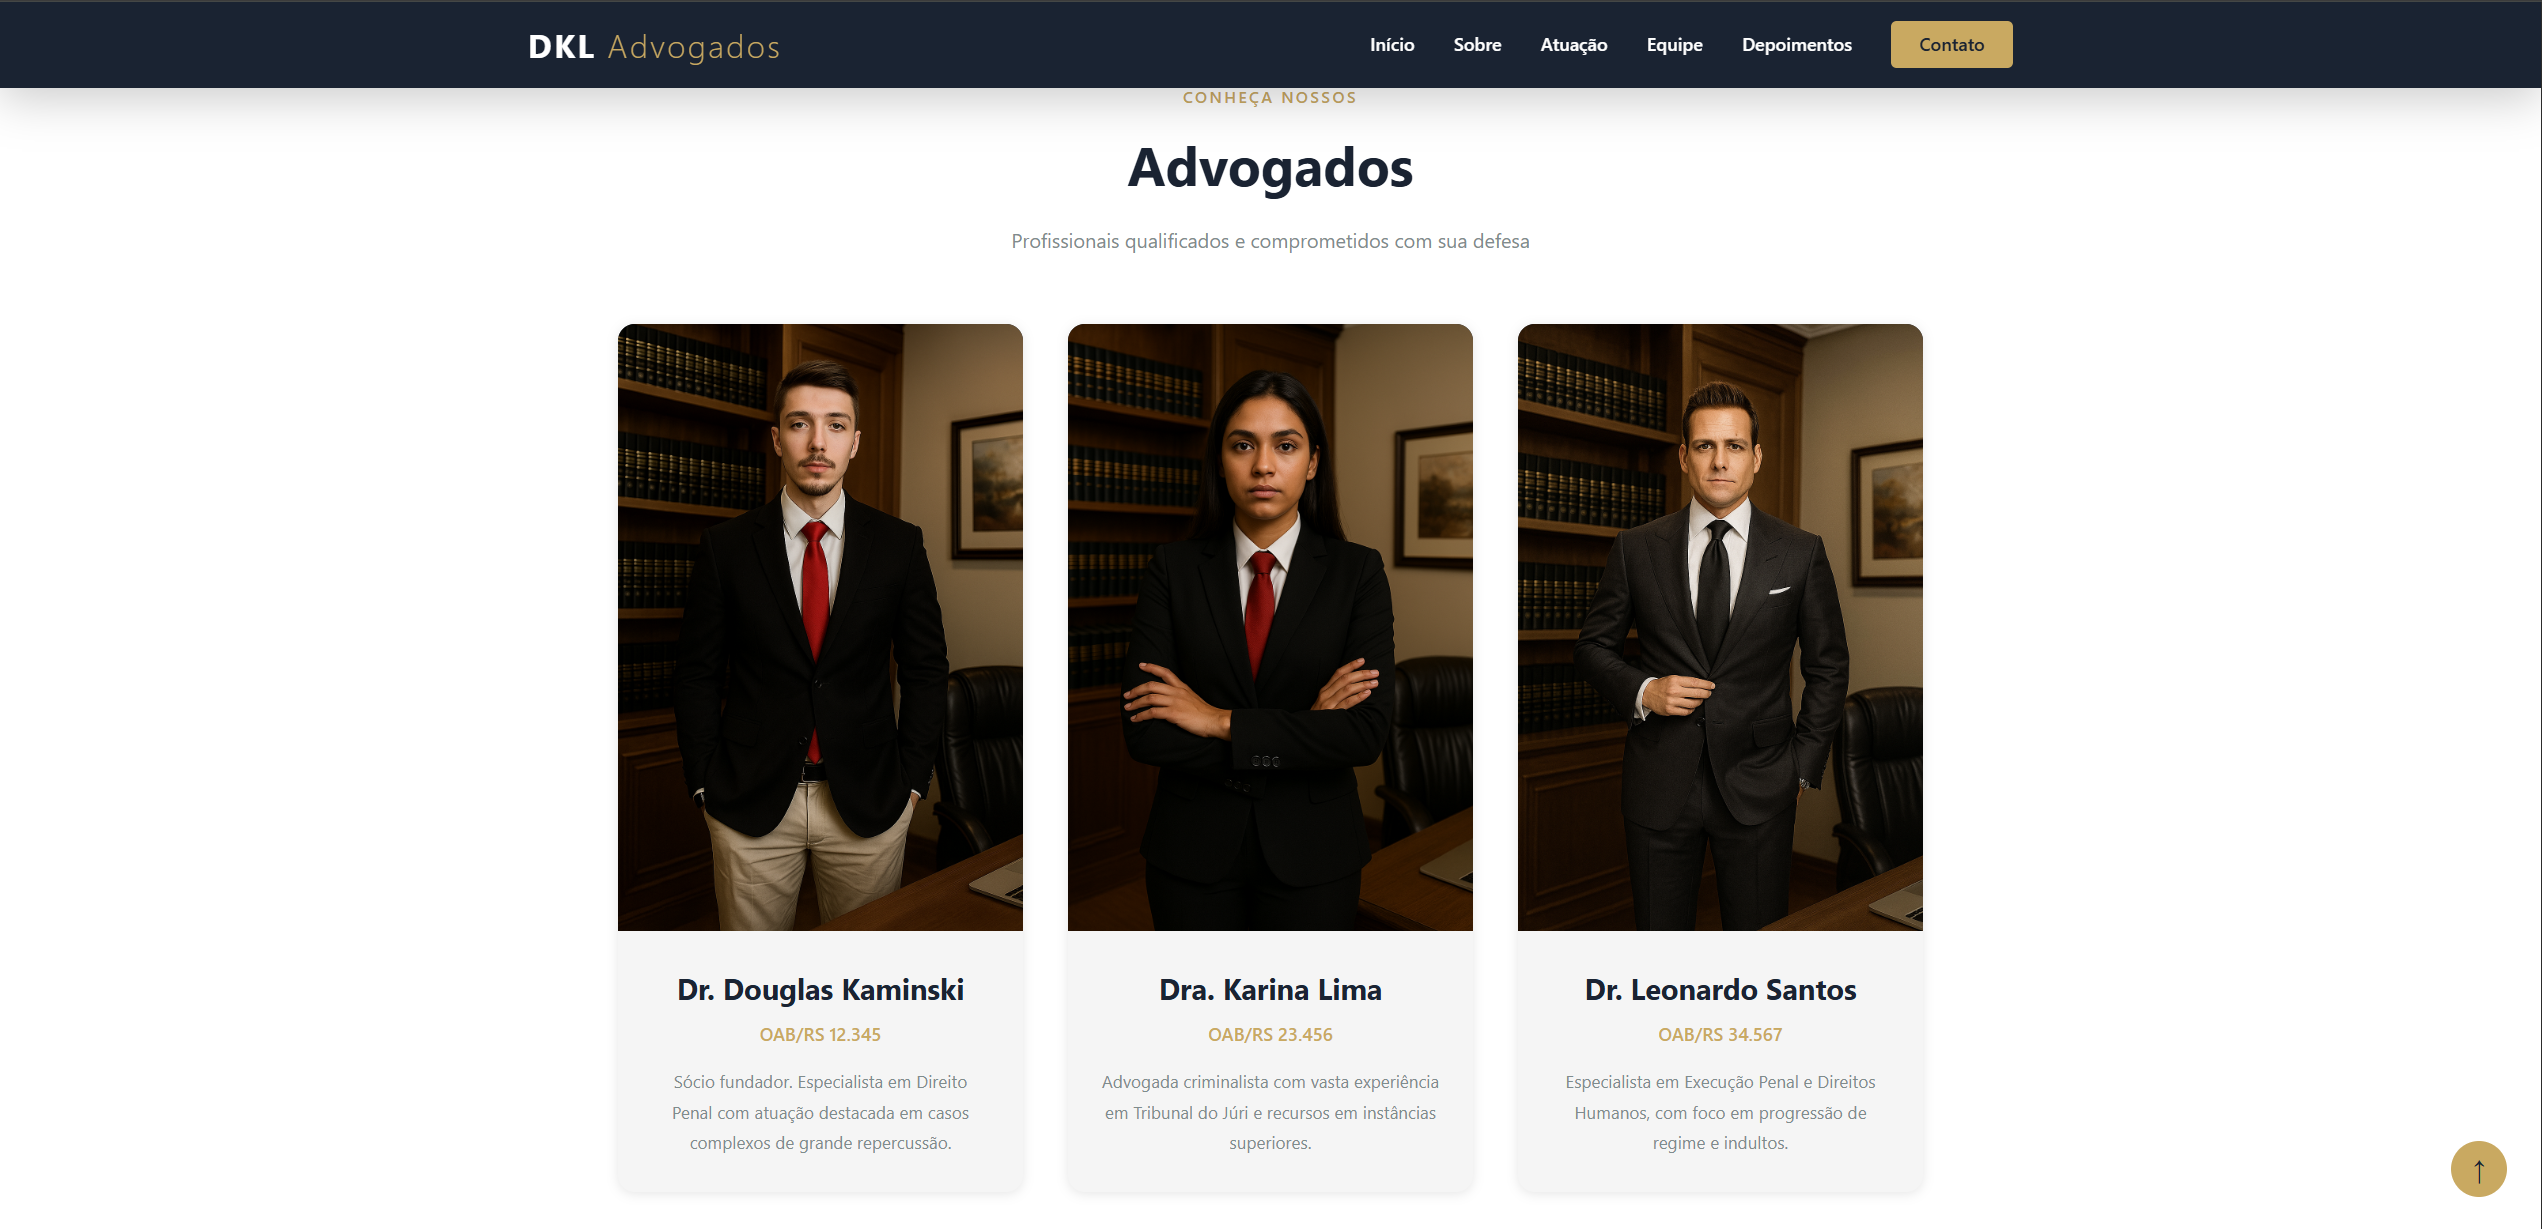 DKL Advogados
Início
Sobre
Atuação
Equipe
Depoimentos
Contato
CONHEÇA NOSSOS
Advogados
Profissionais qualificados e comprometidos com sua defesa
Dr. Douglas Kaminski
OAB/RS 12.345
Sócio fundador. Especialista em Direito
Penal com atuação destacada em casos
complexos de grande repercussão.
Dra. Karina Lima
OAB/RS 23.456
Advogada criminalista com vasta experiência
em Tribunal do Júri e recursos em instâncias
superiores.
Dr. Leonardo Santos
OAB/RS 34.567
Especialista em Execução Penal e Direitos
Humanos, com foco em progressão de
regime e indultos.
↑